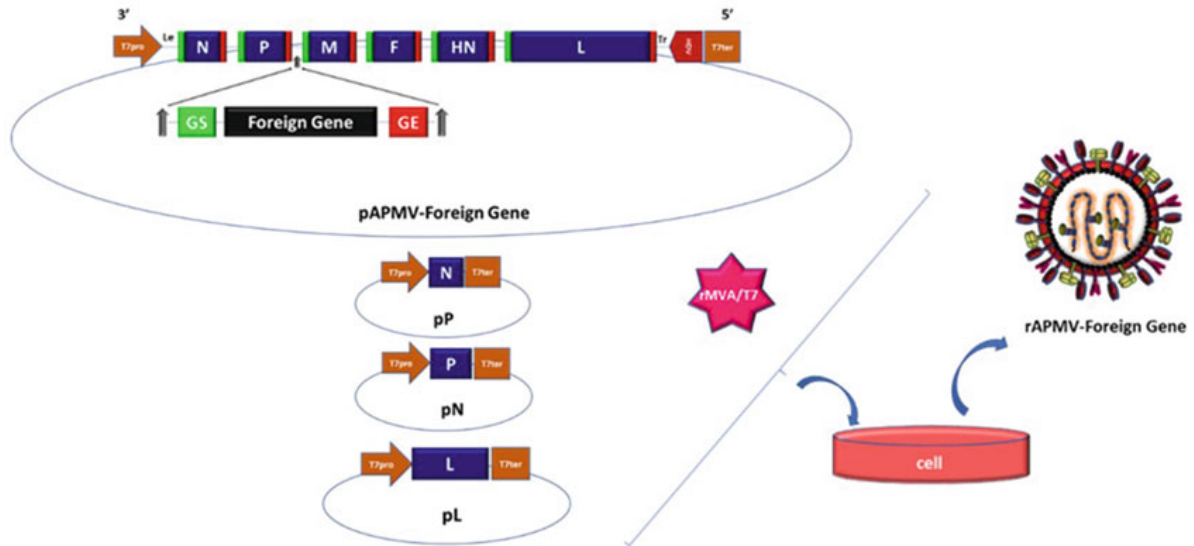 3’ 5’
T7pro Le N P M F HN L Tr HDV T7ter
GS Foreign Gene GE
pAPMV-Foreign Gene
T7pro N T7ter
pP
T7pro P T7ter
pN
T7pro L T7ter
pL
rMVA/T7
cell
rAPMV-Foreign Gene